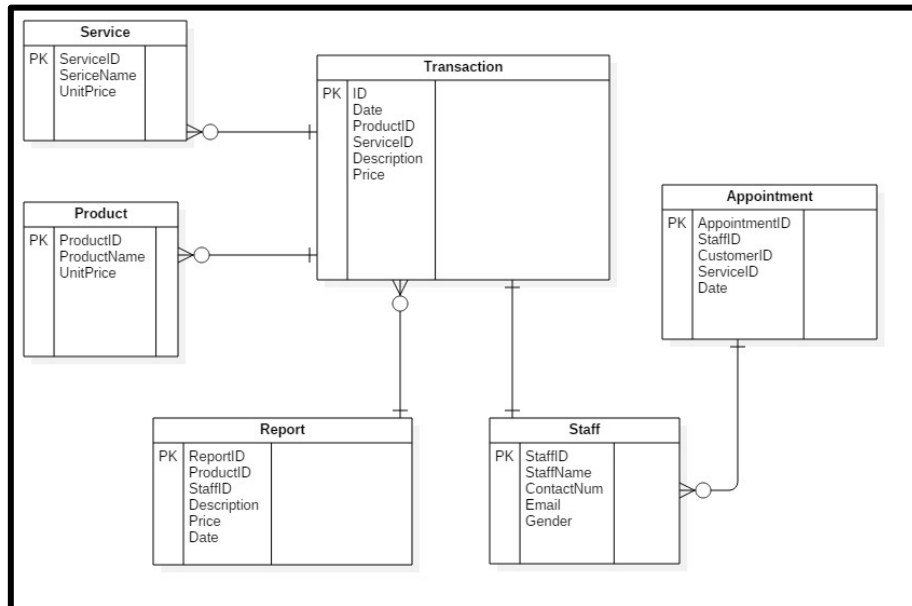 Service
PK ServiceID
SericeName
UnitPrice
Transaction
PK ID
Date
ProductID
ServiceID
Description
Price
Product
PK ProductID
ProductName
UnitPrice
Appointment
PK AppointmentID
StaffID
CustomerID
ServiceID
Date
Report
PK ReportID
ProductID
StaffID
Description
Price
Date
Staff
PK StaffID
StaffName
ContactNum
Email
Gender